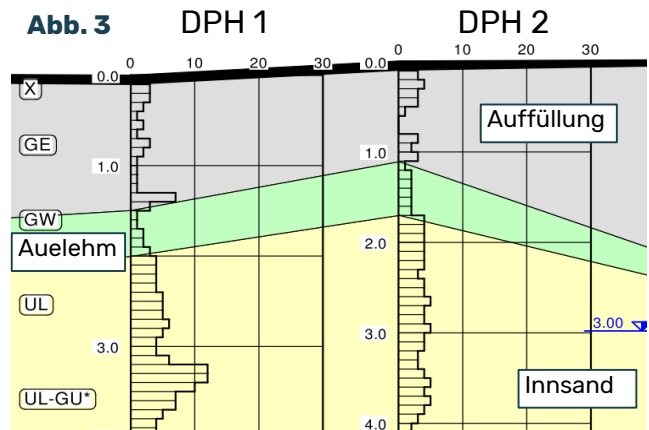 Abb. 3 DPH 1 DPH 2
0 10 20 30
0 10 20 30
0.0
0.0
X
Auffüllung
GE
1.0
1.0
GW
Auelehm
2.0
UL
3.00
3.0
3.0
Innsand
UL-GU*
4.0